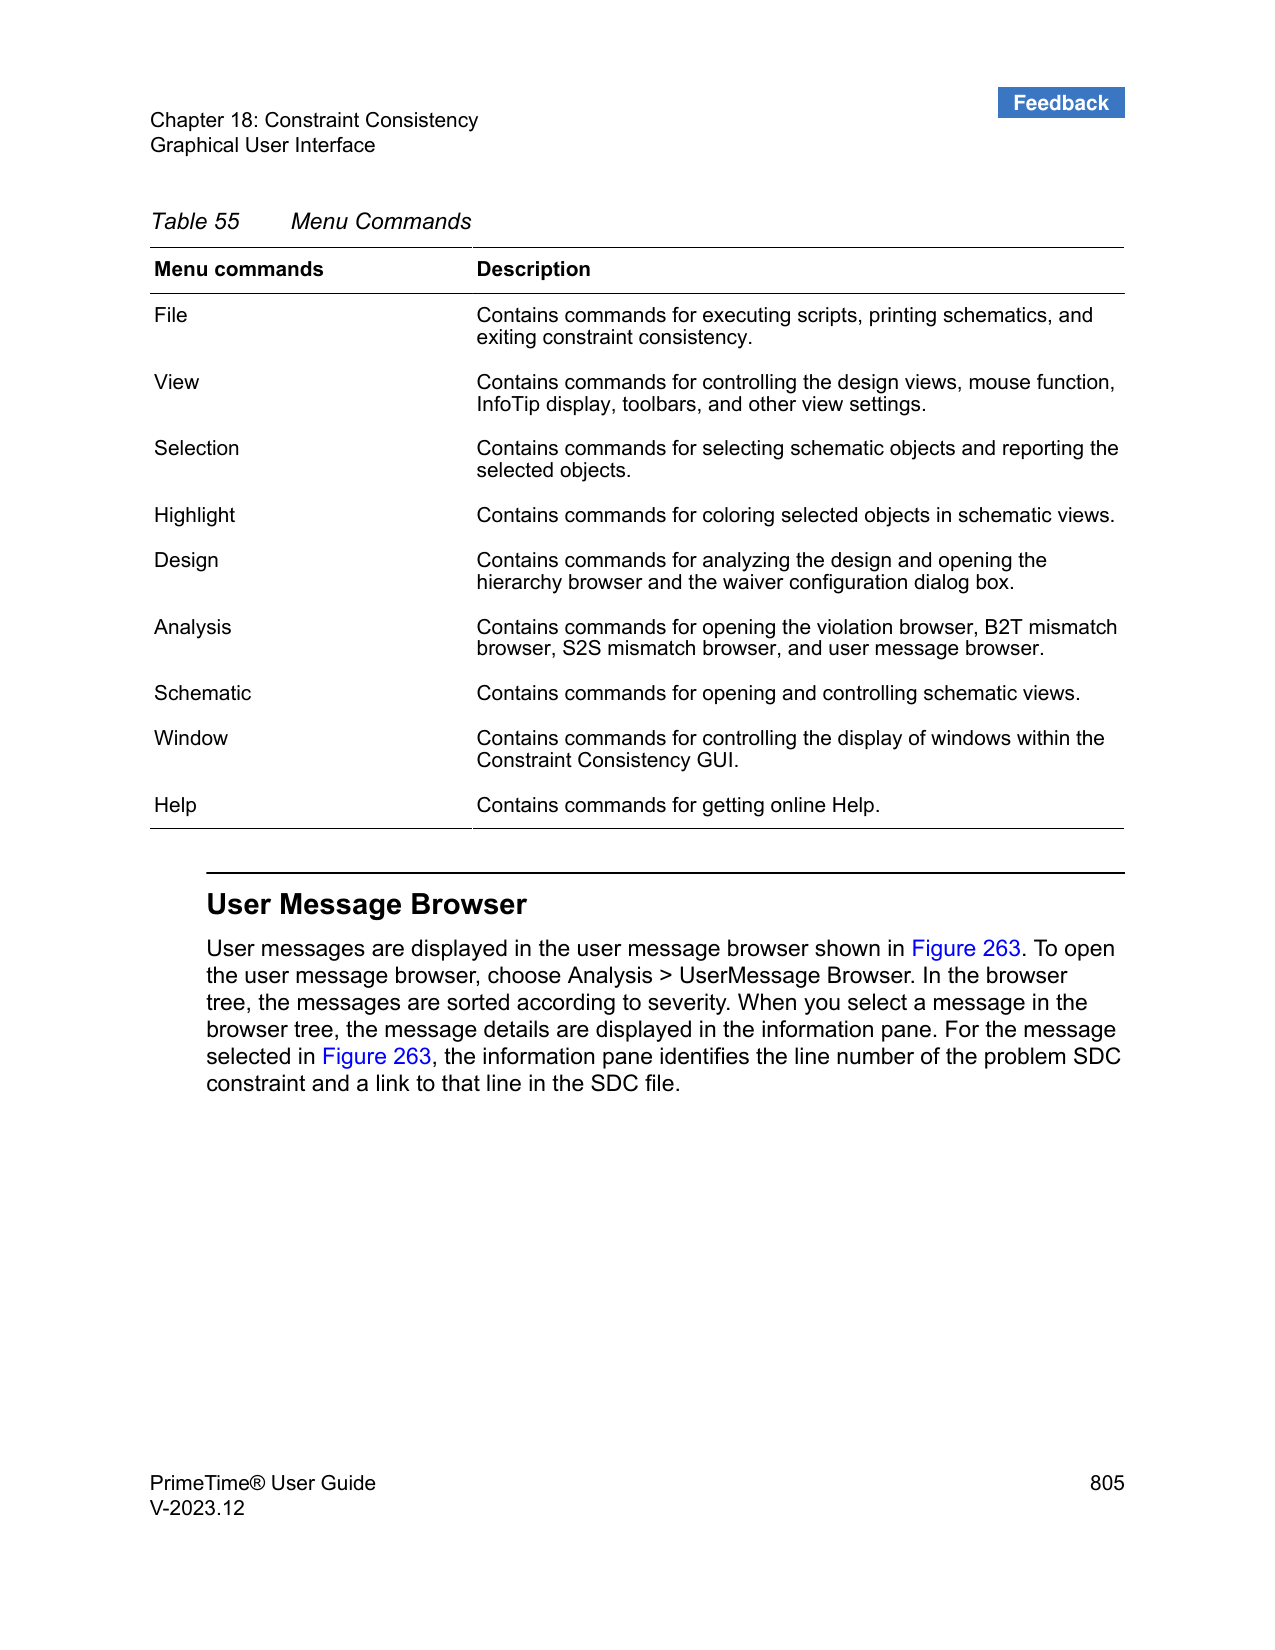 Feedback
Chapter 18: Constraint Consistency
Graphical User Interface
Table 55 Menu Commands
Menu commands Description
File Contains commands for executing scripts, printing schematics, and
exiting constraint consistency.
View Contains commands for controlling the design views, mouse function,
InfoTip display, toolbars, and other view settings.
Selection Contains commands for selecting schematic objects and reporting the
selected objects.
Highlight Contains commands for coloring selected objects in schematic views.
Design Contains commands for analyzing the design and opening the
hierarchy browser and the waiver configuration dialog box.
Analysis Contains commands for opening the violation browser, B2T mismatch
browser, S2S mismatch browser, and user message browser.
Schematic Contains commands for opening and controlling schematic views.
Window Contains commands for controlling the display of windows within the
Constraint Consistency GUI.
Help Contains commands for getting online Help.
User Message Browser
User messages are displayed in the user message browser shown in Figure 263. To open
the user message browser, choose Analysis > UserMessage Browser. In the browser
tree, the messages are sorted according to severity. When you select a message in the
browser tree, the message details are displayed in the information pane. For the message
selected in Figure 263, the information pane identifies the line number of the problem SDC
constraint and a link to that line in the SDC file.
PrimeTime® User Guide 805
V-2023.12